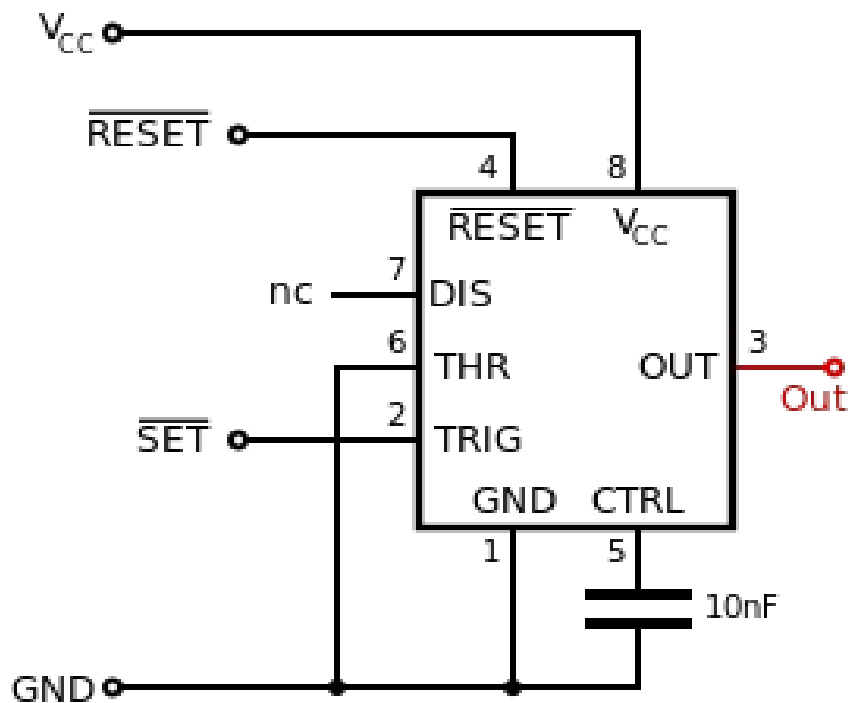 VCC
RESET
4 8
RESET VCC
7
nc DIS
6 3
THR OUT
Out
2
SET TRIG
GND CTRL
1 5
10nF
GND